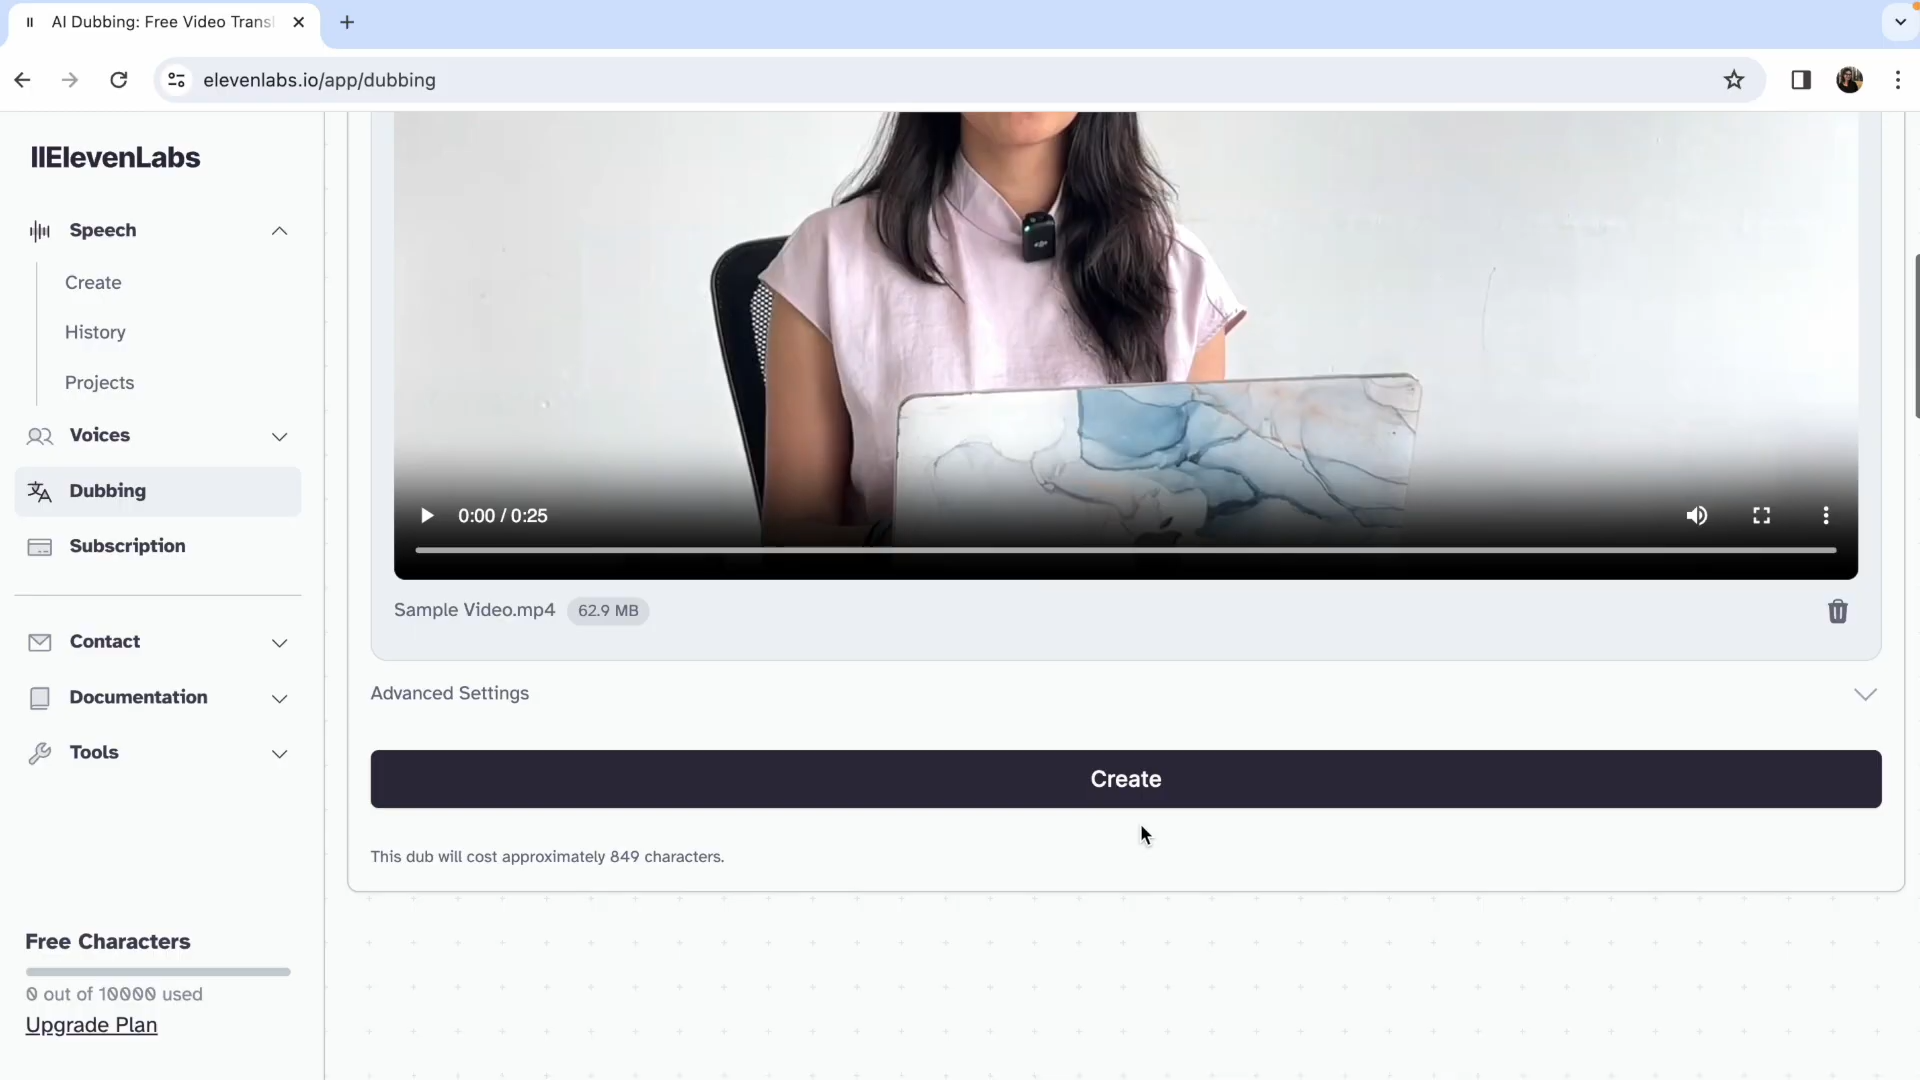 AI Dubbing: Free Video Trans
elevenlabs.io/app/dubbing
IIElevenLabs
Speech
Create
History
Projects
Voices
Dubbing
Subscription
Contact
Documentation
Tools
Free Characters
0 out of 10000 used
Upgrade Plan
0:00 / 0:25
Sample Video.mp4 62.9 MB
Advanced Settings
Create
This dub will cost approximately 849 characters.